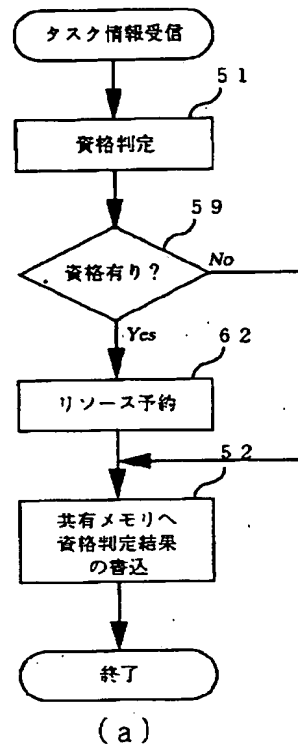 タスク情報受信
51
資格判定
59
資格有り？
No
Yes
62
リソース予約
52
共有メモリへ
資格判定結果
の書込
終了
(a)